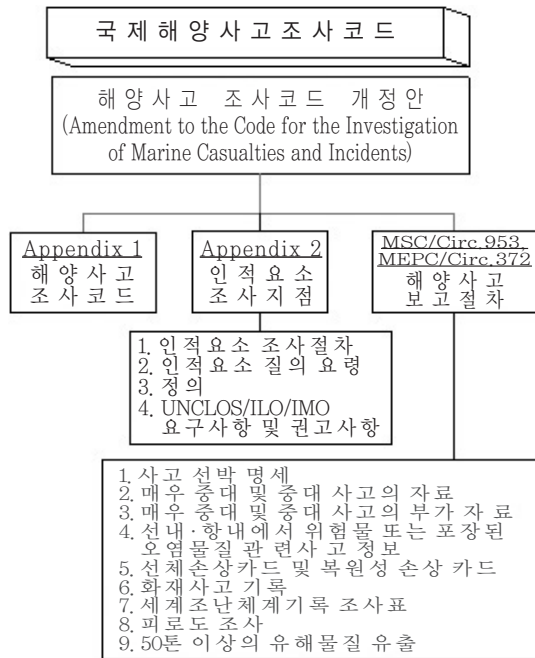 국제해양사고조사코드
해양사고 조사코드 개정안
(Amendment to the Code for the Investigation
of Marine Casualties and Incidents)
Appendix 1
해양사고
조사코드
Appendix 2
인적요소
조사지점
MSC/Circ.953,
MEPC/Circ.372
해양사고
보고절차
1. 인적요소 조사절차
2. 인적요소 질의 요령
3. 정의
4. UNCLOS/ILO/IMO
요구사항 및 권고사항
1. 사고 선박 명세
2. 매우 중대 및 중대 사고의 자료
3. 매우 중대 및 중대 사고의 부가 자료
4. 선내·항내에서 위험물 또는 포장된
오염물질 관련사고 정보
5. 선체손상카드 및 복원성 손상 카드
6. 화재사고 기록
7. 세계조난체계기록 조사표
8. 피로도 조사
9. 50톤 이상의 유해물질 유출